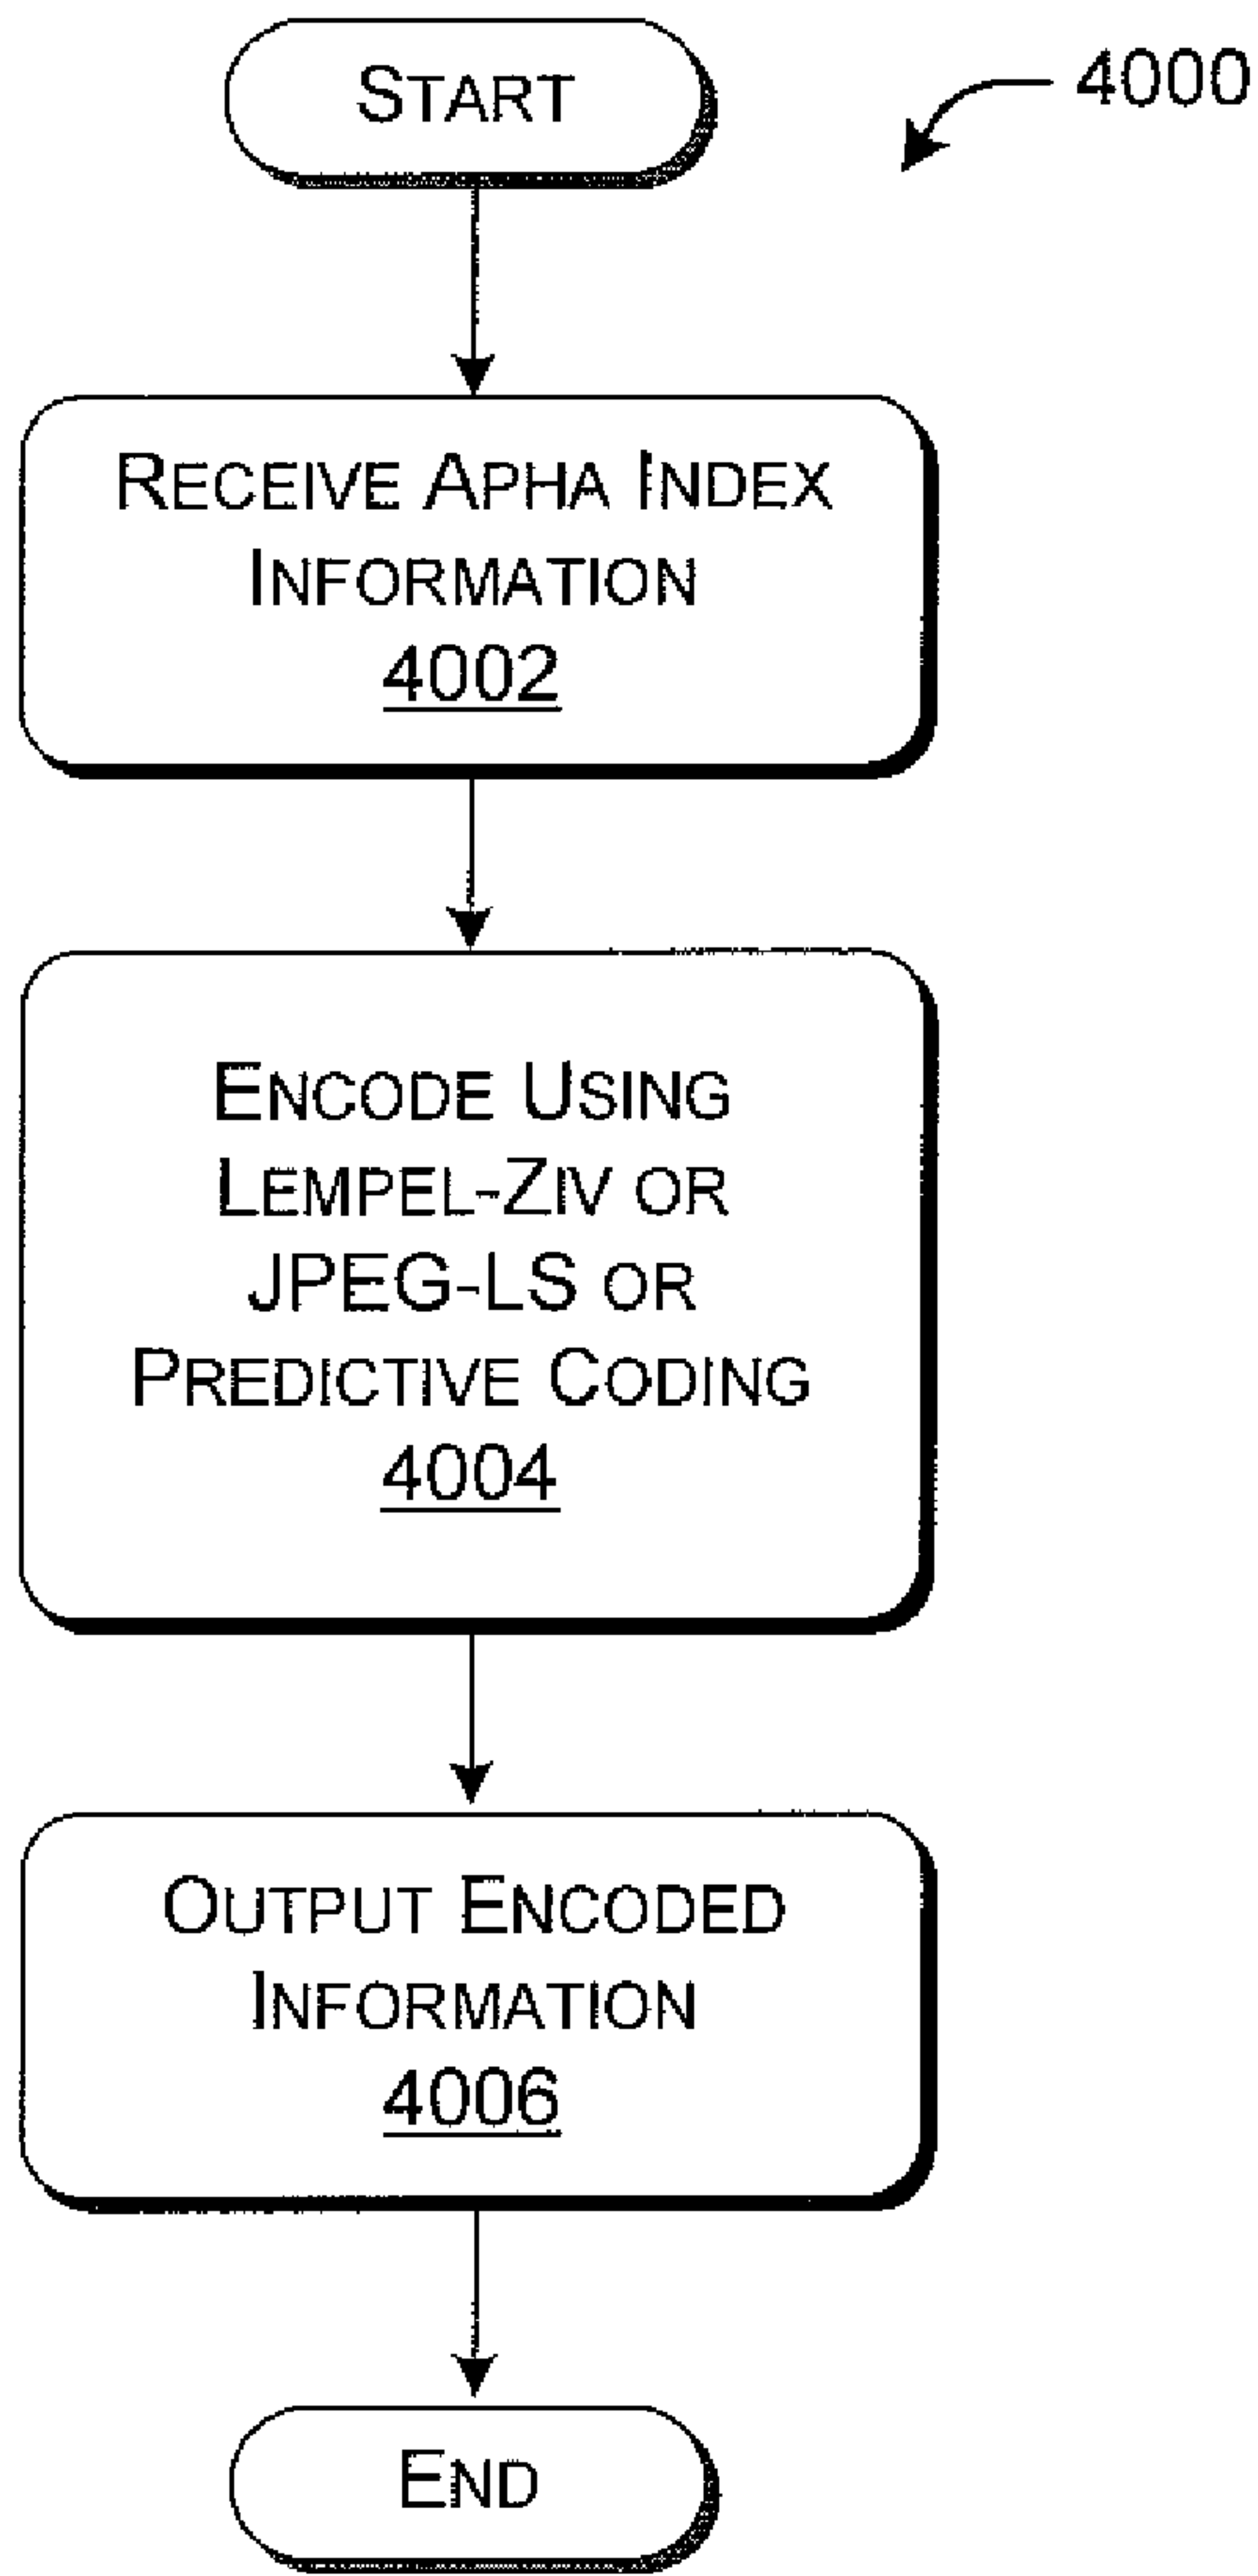 START
4000
RECEIVE APHA INDEX
INFORMATION
4002
ENCODE USING
LEMPEL-ZIV OR
JPEG-LS OR
PREDICTIVE CODING
4004
OUTPUT ENCODED
INFORMATION
4006
END